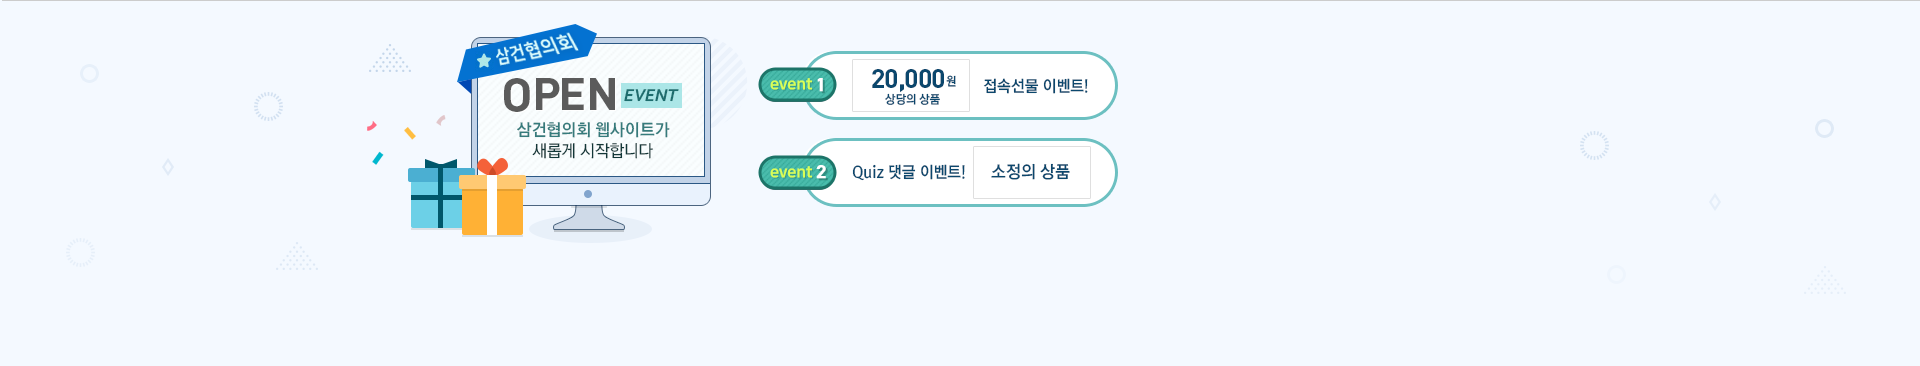 삼건협의회
OPEN EVENT
삼건협의회 웹사이트가
새롭게 시작합니다
event 1
20,000원
상당의 상품
접속선물 이벤트!
event 2
Quiz 댓글 이벤트!
소정의 상품